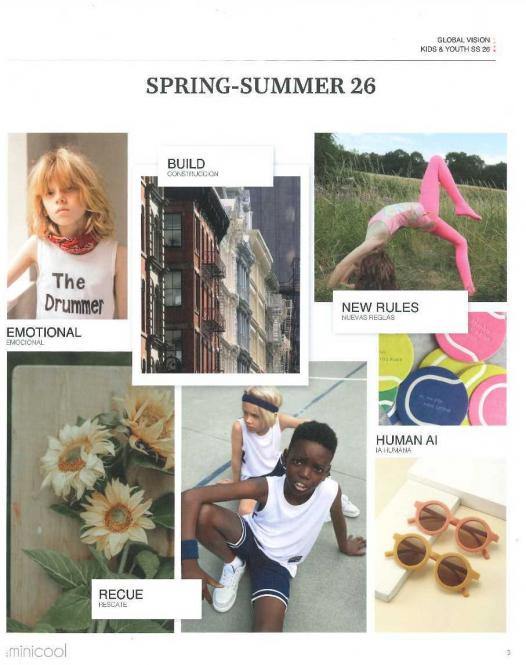 GLOBAL VISION
KIDS & YOUTH SS 26
SPRING-SUMMER 26
BUILD
CONSTRUCCIÓN
The
Drummer
NEW RULES
NUEVAS REGLAS
EMOTIONAL
EMOCIONAL
HUMAN AI
IA HUMANA
RECUE
RESCATE
minicool
3